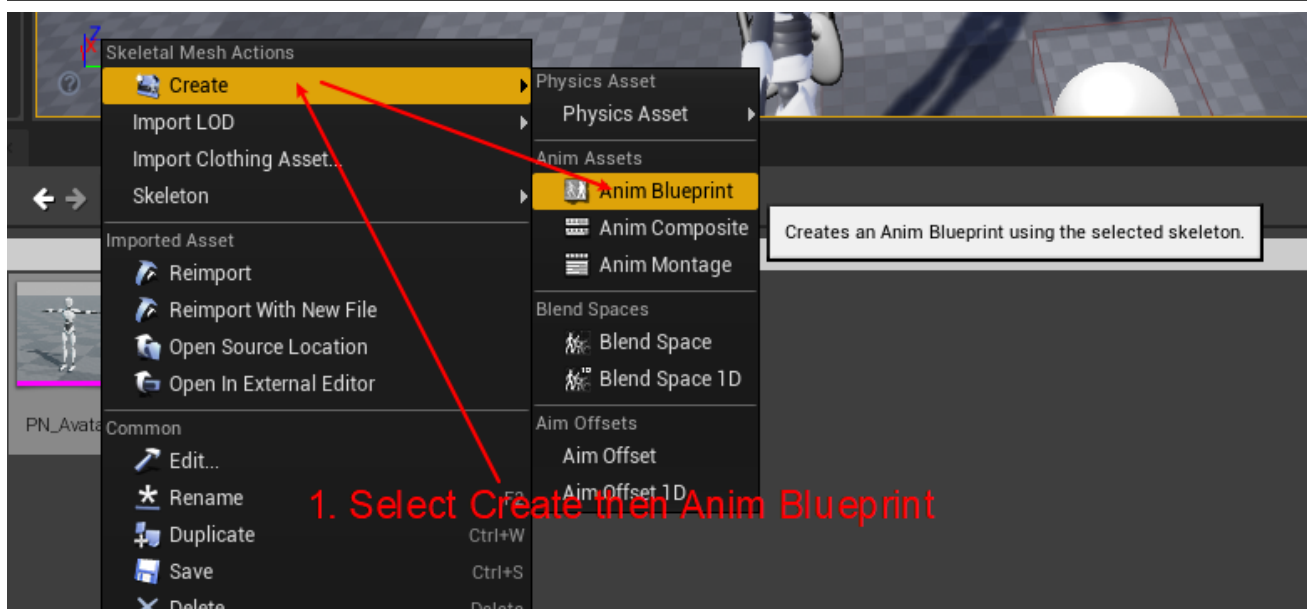 Z
X
Skeletal Mesh Actions
Create
Import LOD
Import Clothing Asset...
Skeleton
Imported Asset
Reimport
Reimport With New File
Open Source Location
Open In External Editor
Common
Edit...
Rename F2
Duplicate Ctrl+W
Save Ctrl+S
Delete Delete
Physics Asset
Physics Asset
Anim Assets
Anim Blueprint
Anim Composite
Anim Montage
Blend Spaces
Blend Space
Blend Space 1D
Aim Offsets
Aim Offset
Aim Offset 1D
Creates an Anim Blueprint using the selected skeleton.
PN_Avata
1. Select Create then Anim Blueprint